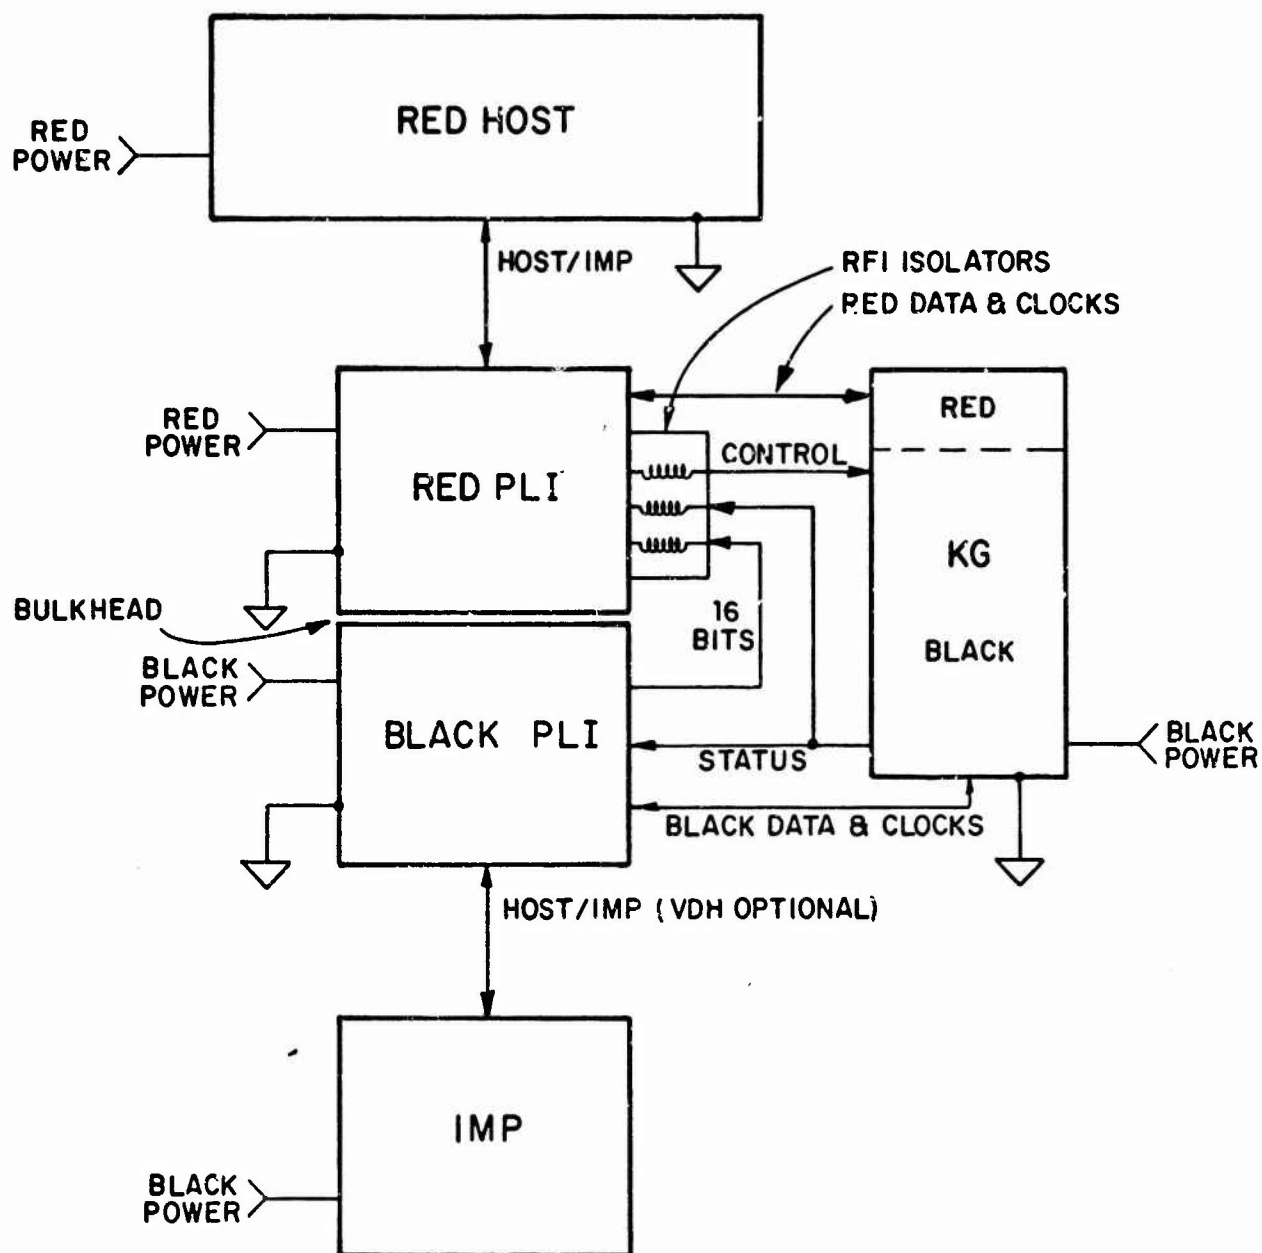 RED HOST
RED
POWER
HOST/IMP
RFI ISOLATORS
RED DATA & CLOCKS
RED
POWER
RED PLI
CONTROL
RED
KG
BLACK
BULKHEAD
16
BITS
BLACK
POWER
BLACK PLI
STATUS
BLACK
POWER
BLACK DATA & CLOCKS
HOST/IMP (VDH OPTIONAL)
IMP
BLACK
POWER